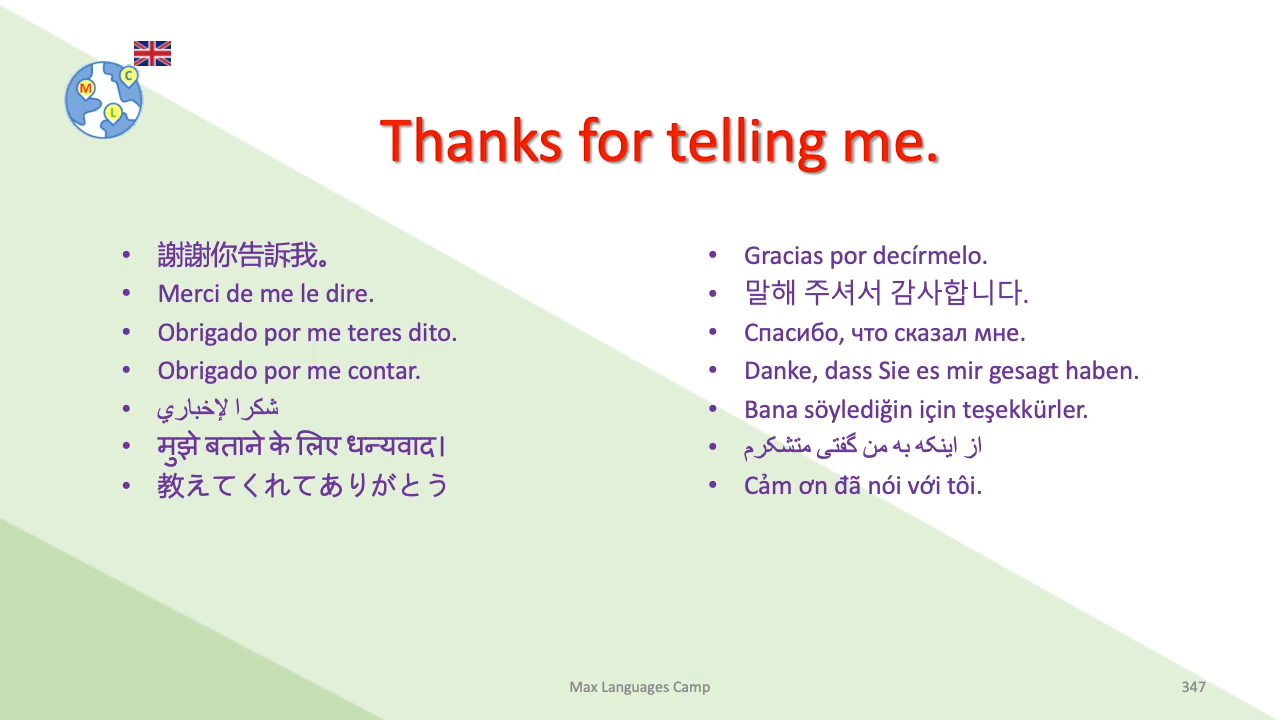 M
C
L
Thanks for telling me.
• 謝謝你告訴我。
• Merci de me le dire.
• Obrigado por me teres dito.
• Obrigado por me contar.
• شكرا لإخباري
• मुझे बताने के लिए धन्यवाद।
• 教えてくれてありがとう
• Gracias por decírmelo.
• 말해 주셔서 감사합니다.
• Спасибо, что сказал мне.
• Danke, dass Sie es mir gesagt haben.
• Bana söylediğin için teşekkürler.
• از اینکه به من گفتی متشکرم
• Cảm ơn đã nói với tôi.
Max Languages Camp
347